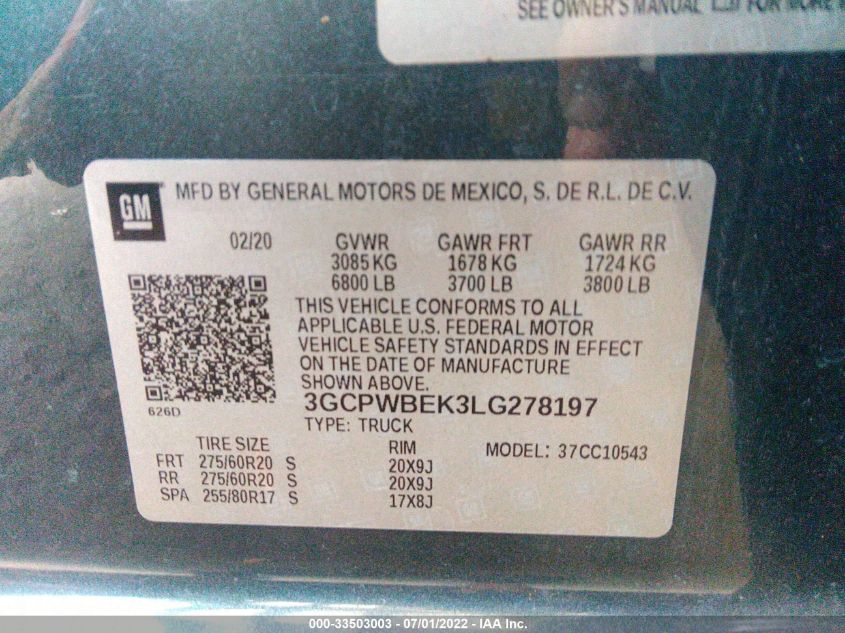 SEE OWNER'S MANUAL FOR MORE
GM
MFD BY GENERAL MOTORS DE MEXICO, S. DE R.L. DE C.V.
02/20 GVWR GAWR FRT GAWR RR
3085 KG 1678 KG 1724 KG
6800 LB 3700 LB 3800 LB
THIS VEHICLE CONFORMS TO ALL
APPLICABLE U.S. FEDERAL MOTOR
VEHICLE SAFETY STANDARDS IN EFFECT
ON THE DATE OF MANUFACTURE
SHOWN ABOVE.
626D
3GCPWBEK3LG278197
TYPE: TRUCK
TIRE SIZE RIM MODEL: 37CC10543
FRT 275/60R20 S 20X9J
RR 275/60R20 S 20X9J
SPA 255/80R17 S 17X8J
000-33503003 - 07/01/2022 - IAA Inc.